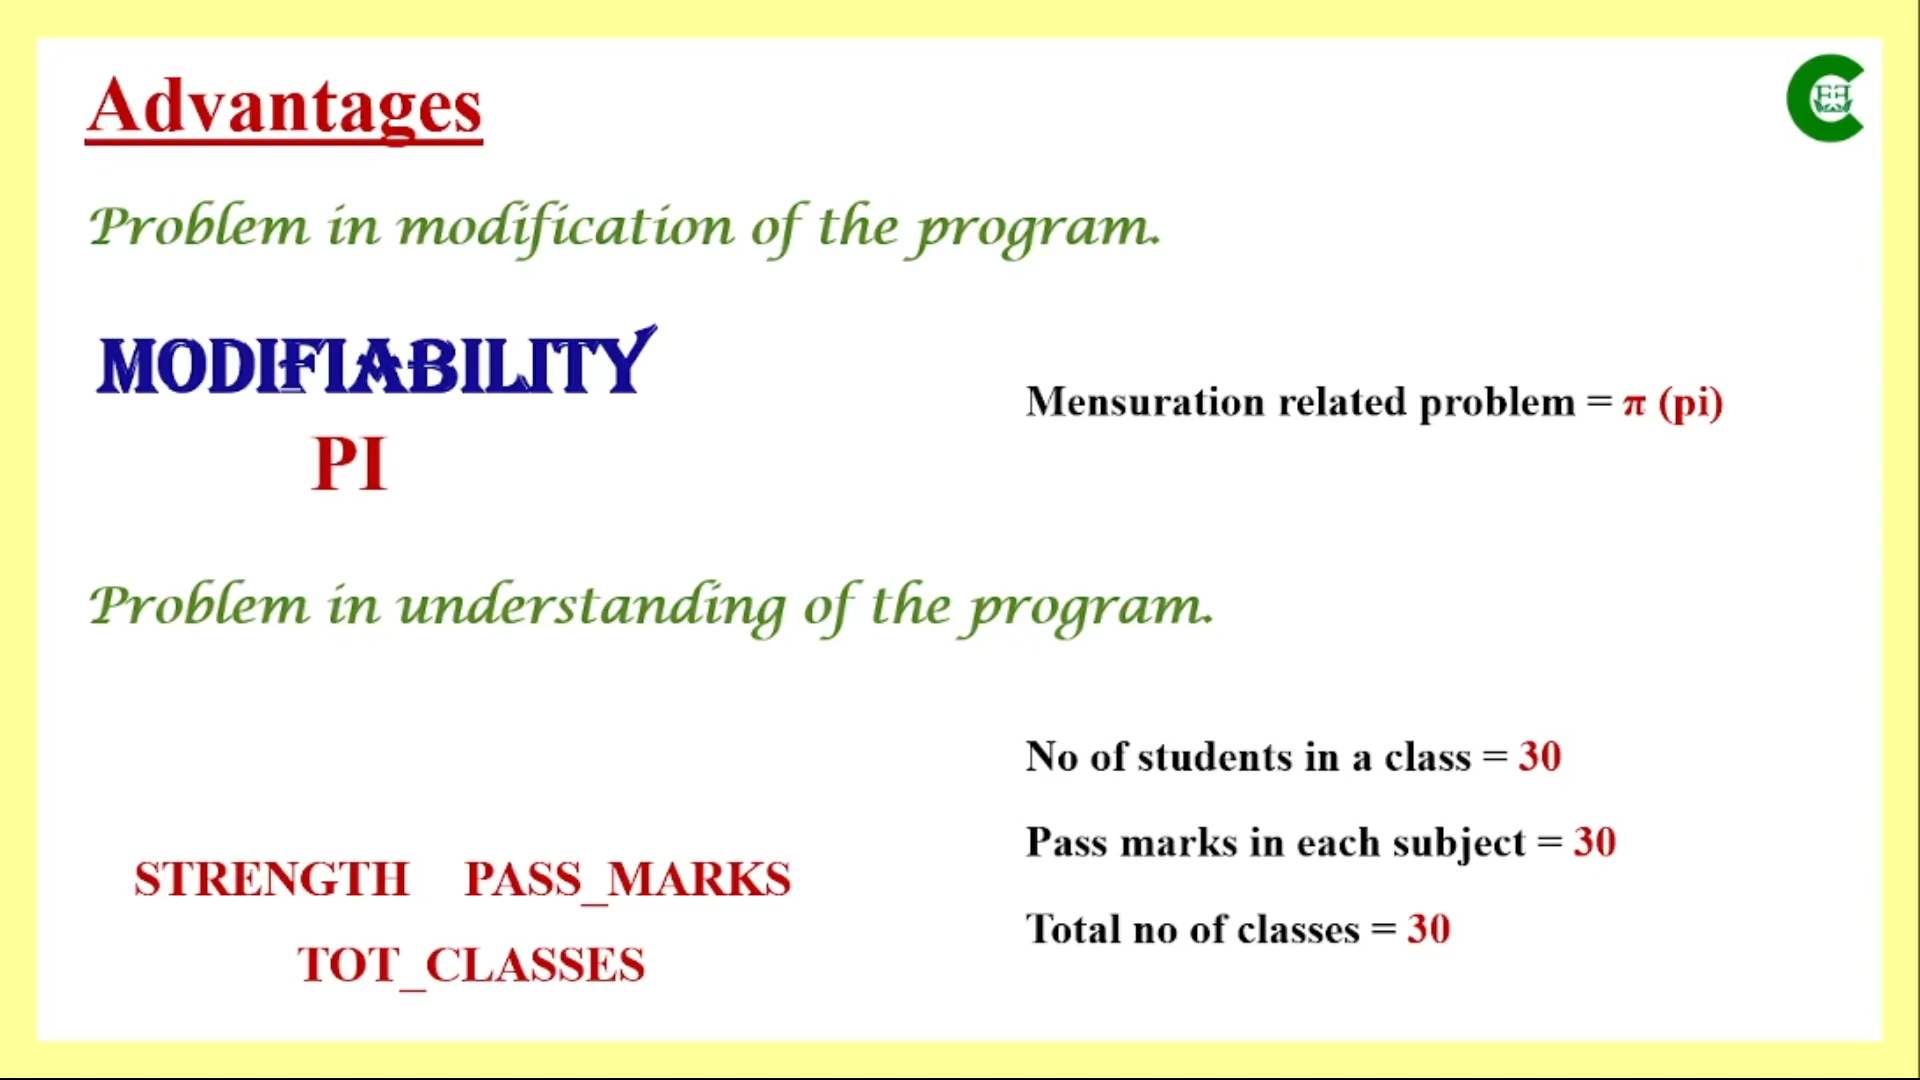 Advantages
Problem in modification of the program.
MODIFIABILITY
Mensuration related problem = π (pi)
PI
Problem in understanding of the program.
No of students in a class = 30
Pass marks in each subject = 30
STRENGTH PASS_MARKS
Total no of classes = 30
TOT_CLASSES